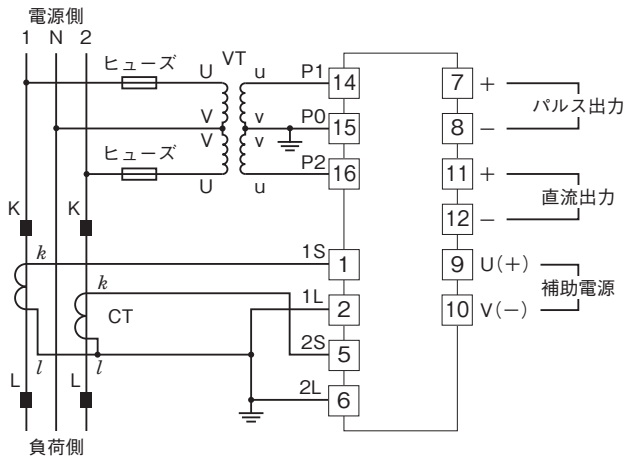 電源側
1 N 2
ヒューズ
VT
U
u
P1
14
V
v
P0
15
V
v
ヒューズ
U
u
P2
16
7 +
8 −
パルス出力
11 +
12 −
直流出力
9 U(+)
10 V(−)
補助電源
K
K
k
1S
1
k
1L
2
CT
2S
5
l
l
2L
6
L
L
負荷側